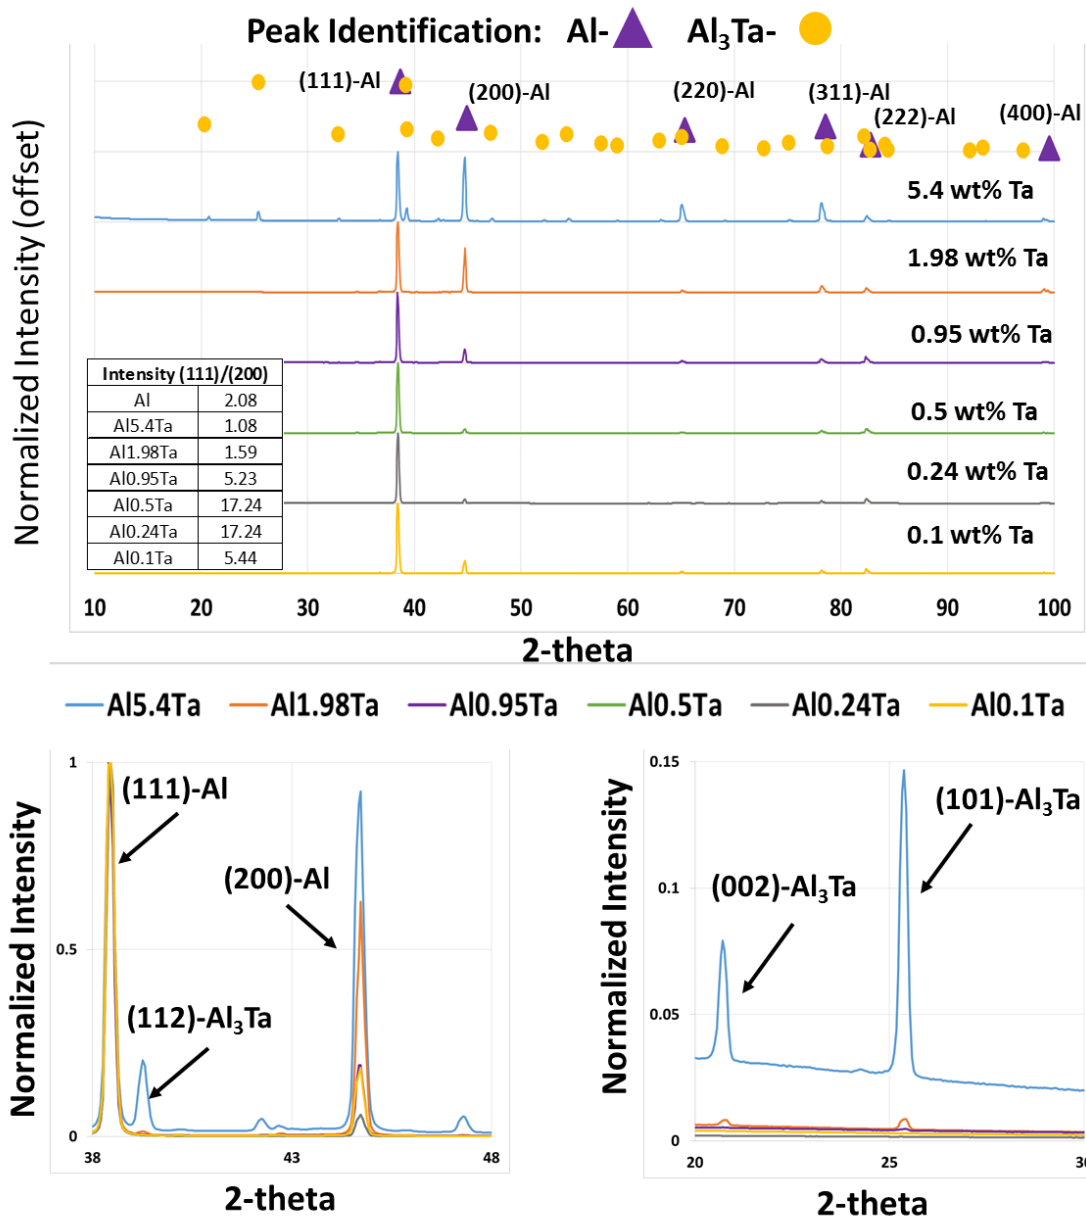 Peak Identification: Al- Al₃Ta-
(111)-Al
(200)-Al
(220)-Al
(311)-Al
(222)-Al
(400)-Al
Normalized Intensity (offset)
5.4 wt% Ta
1.98 wt% Ta
0.95 wt% Ta
0.5 wt% Ta
0.24 wt% Ta
0.1 wt% Ta
Intensity (111)/(200)
Al 2.08
Al5.4Ta 1.08
Al1.98Ta 1.59
Al0.95Ta 5.23
Al0.5Ta 17.24
Al0.24Ta 17.24
Al0.1Ta 5.44
10 20 30 40 50 60 70 80 90 100
2-theta
Al5.4Ta Al1.98Ta Al0.95Ta Al0.5Ta Al0.24Ta Al0.1Ta
Normalized Intensity
1
0.5
0
(111)-Al
(200)-Al
(112)-Al₃Ta
38 43 48
2-theta
Normalized Intensity
0.15
0.1
0.05
0
(101)-Al₃Ta
(002)-Al₃Ta
20 25 30
2-theta